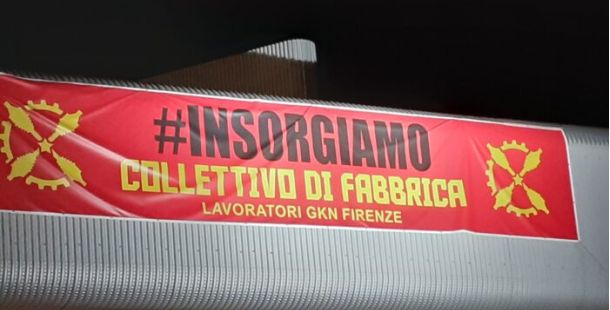 #INSORGIAMO
COLLETTIVO DI FABBRICA
LAVORATORI GKN FIRENZE